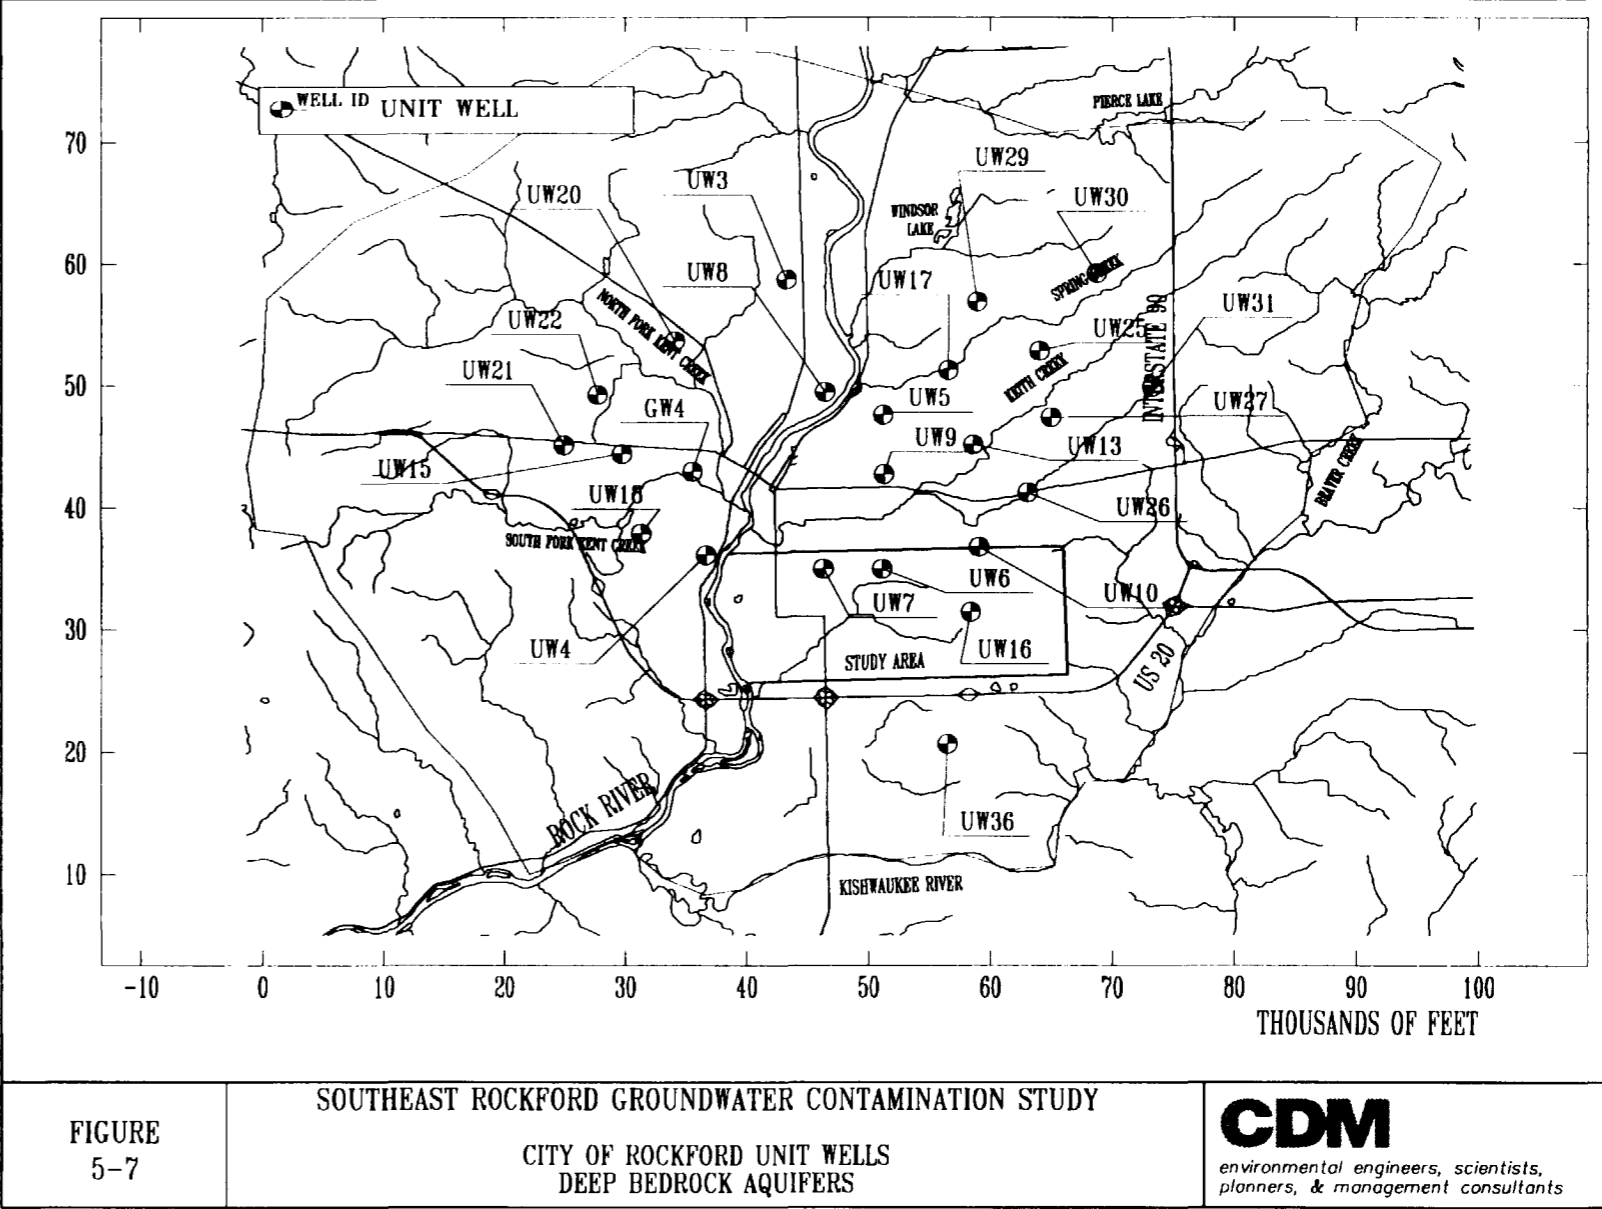 WELL ID UNIT WELL
PIERCE LAKE
70
UW29
UW3
UW20
UW30
WINDSOR
LAKE
60
UW8
UW17
SPRING CREEK
NORTH FORK KENT CREEK
INTERSTATE 90
UW31
UW22
UW25
50
UW21
KEITH CREEK
UW5
GW4
UW27
UW9
UW13
UW15
BEAVER CREEK
UW18
UW26
40
SOUTH FORK KENT CREEK
UW6
UW10
UW7
30
UW4
UW16
STUDY AREA
US 20
20
ROCK RIVER
UW36
10
KISHWAUKEE RIVER
-10 0 10 20 30 40 50 60 70 80 90 100
THOUSANDS OF FEET
FIGURE
5-7
SOUTHEAST ROCKFORD GROUNDWATER CONTAMINATION STUDY
CITY OF ROCKFORD UNIT WELLS
DEEP BEDROCK AQUIFERS
CDM
environmental engineers, scientists,
planners, & management consultants